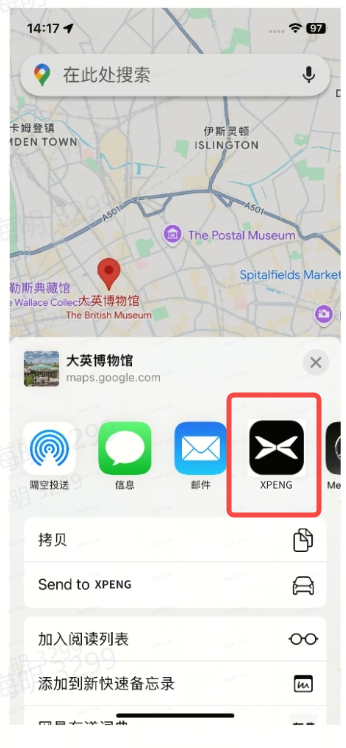 14:17
97
在此处搜索
卡姆登镇
MDEN TOWN
伊斯灵顿
ISLINGTON
A501
A501
The Postal Museum
勒斯典藏馆
e Wallace Collec
大英博物馆
The British Museum
Spitalfields Market
大英博物馆
maps.google.com
隔空投送
信息
邮件
XPENG
Me
拷贝
Send to XPENG
加入阅读列表
添加到新快速备忘录